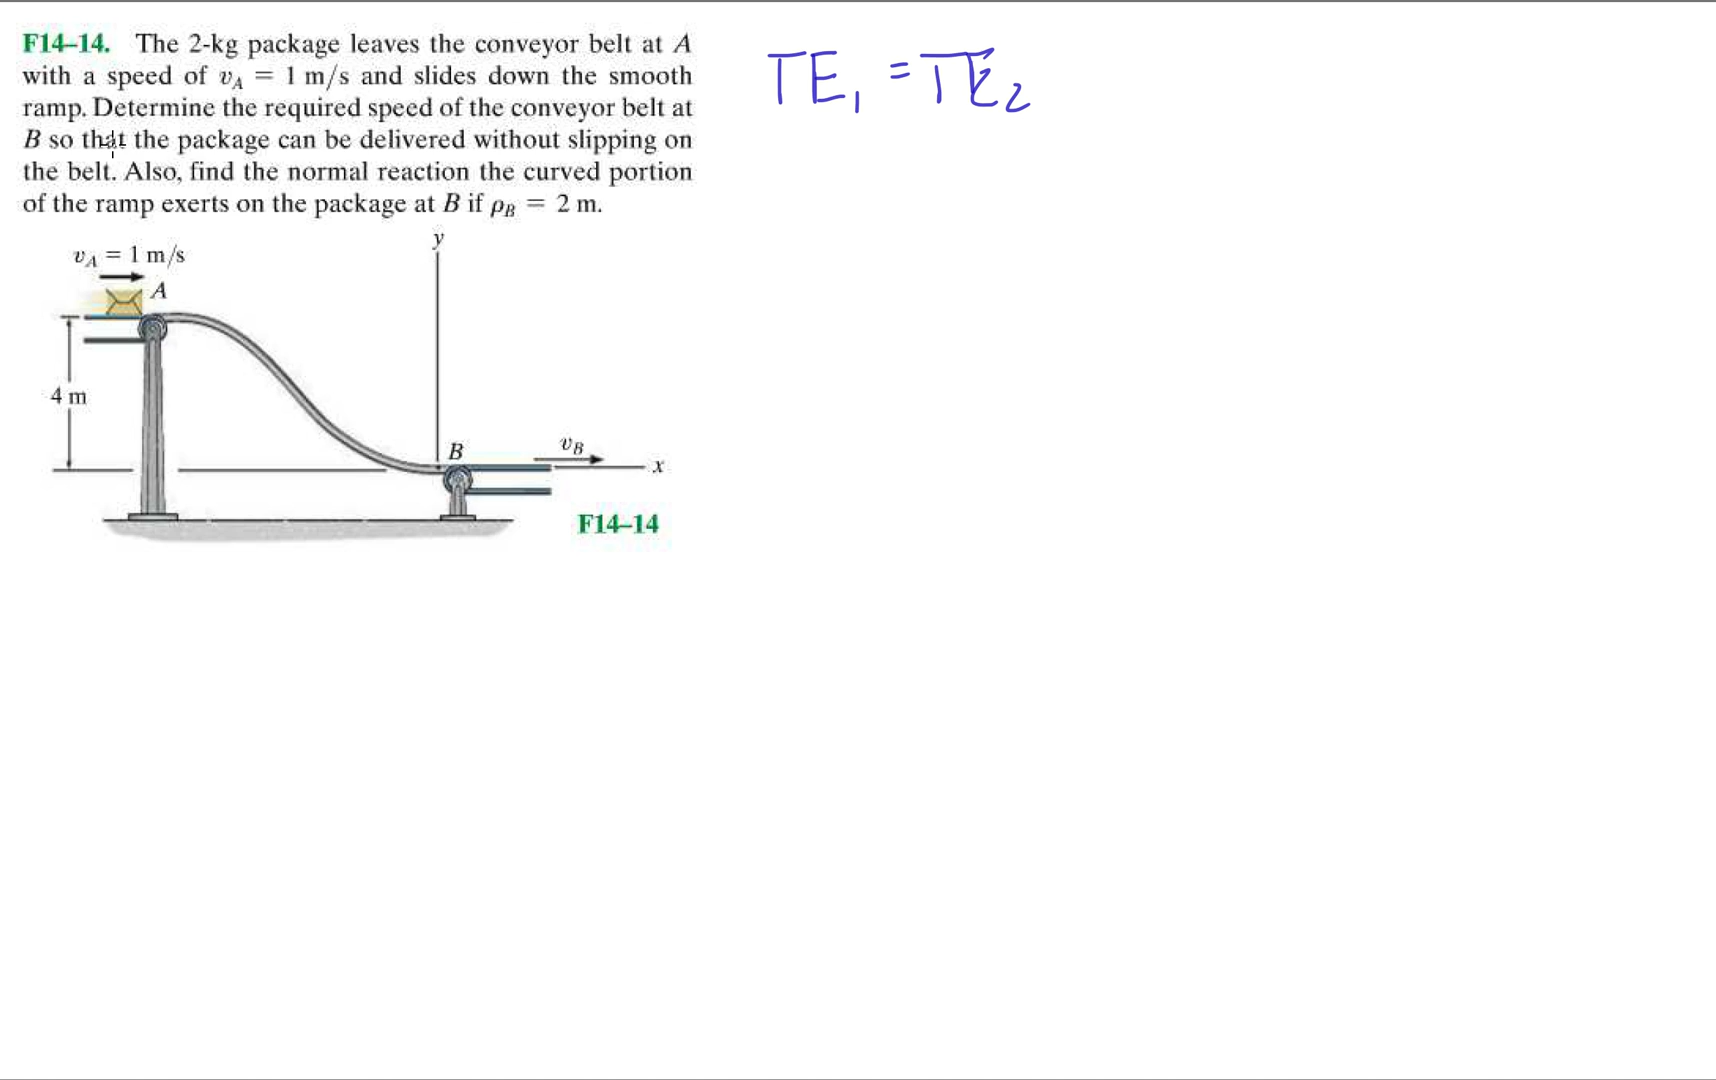 F14–14. The 2-kg package leaves the conveyor belt at A
with a speed of v_A = 1 m/s and slides down the smooth
ramp. Determine the required speed of the conveyor belt at
B so that the package can be delivered without slipping on
the belt. Also, find the normal reaction the curved portion
of the ramp exerts on the package at B if ρ_B = 2 m.
TE₁ = TE₂
y
v_A = 1 m/s
A
4 m
B
v_B
x
F14–14